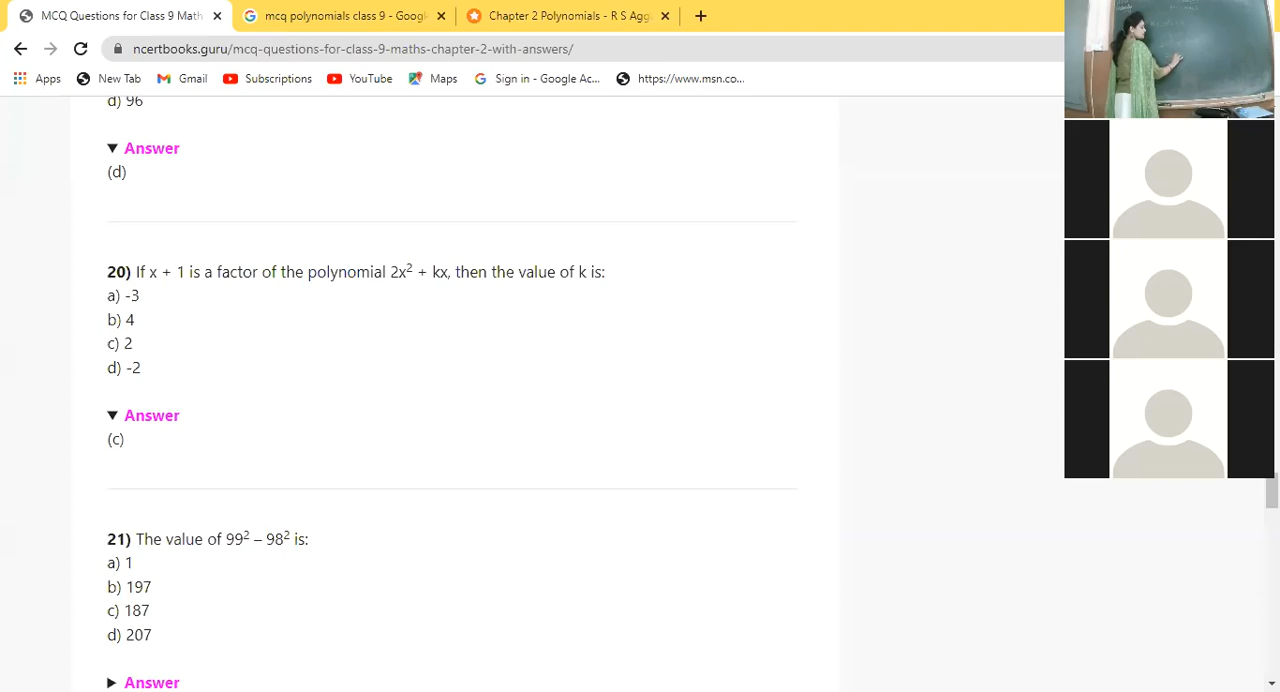 MCQ Questions for Class 9 Math
mcq polynomials class 9 - Googl
Chapter 2 Polynomials - R S Agg
ncertbooks.guru/mcq-questions-for-class-9-maths-chapter-2-with-answers/
Apps New Tab Gmail Subscriptions YouTube Maps Sign in - Google Ac... https://www.msn.co...
d) 96
Answer
(d)
20) If x + 1 is a factor of the polynomial 2x² + kx, then the value of k is:
a) -3
b) 4
c) 2
d) -2
Answer
(c)
21) The value of 99² – 98² is:
a) 1
b) 197
c) 187
d) 207
Answer